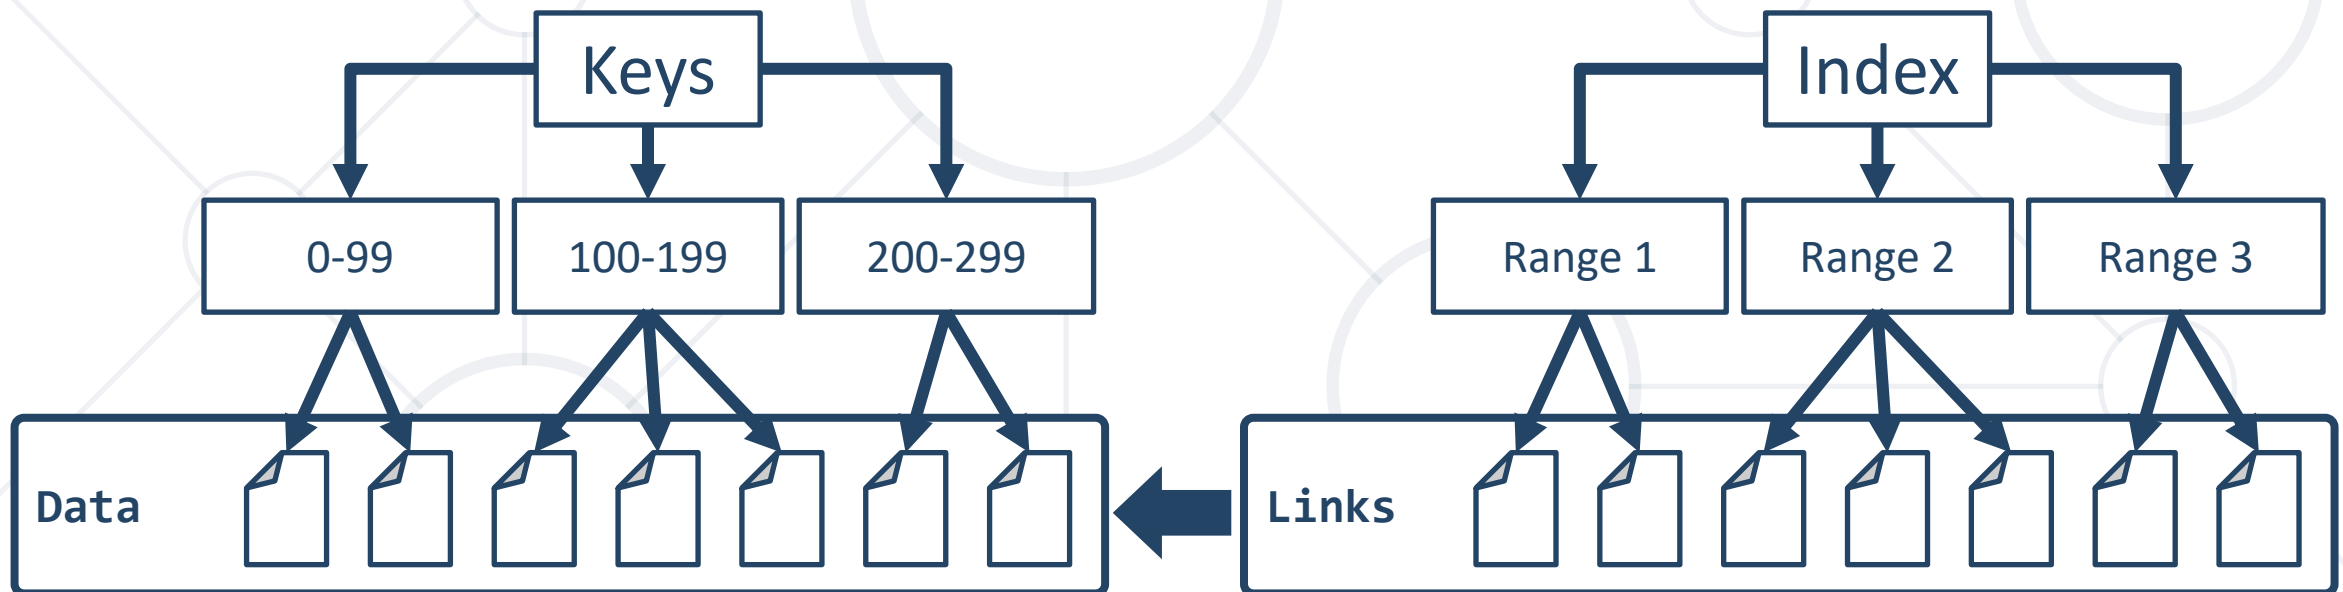 Keys
0-99
100-199
200-299
Data
Index
Range 1
Range 2
Range 3
Links